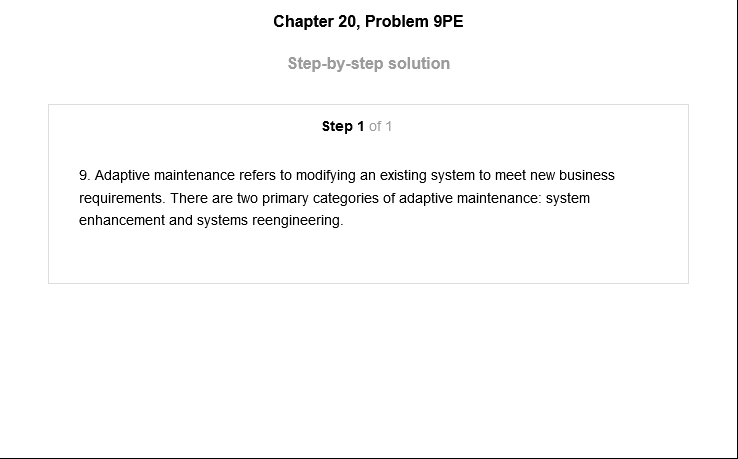 Chapter 20, Problem 9PE
Step-by-step solution
Step 1 of 1
9. Adaptive maintenance refers to modifying an existing system to meet new business
requirements. There are two primary categories of adaptive maintenance: system
enhancement and systems reengineering.